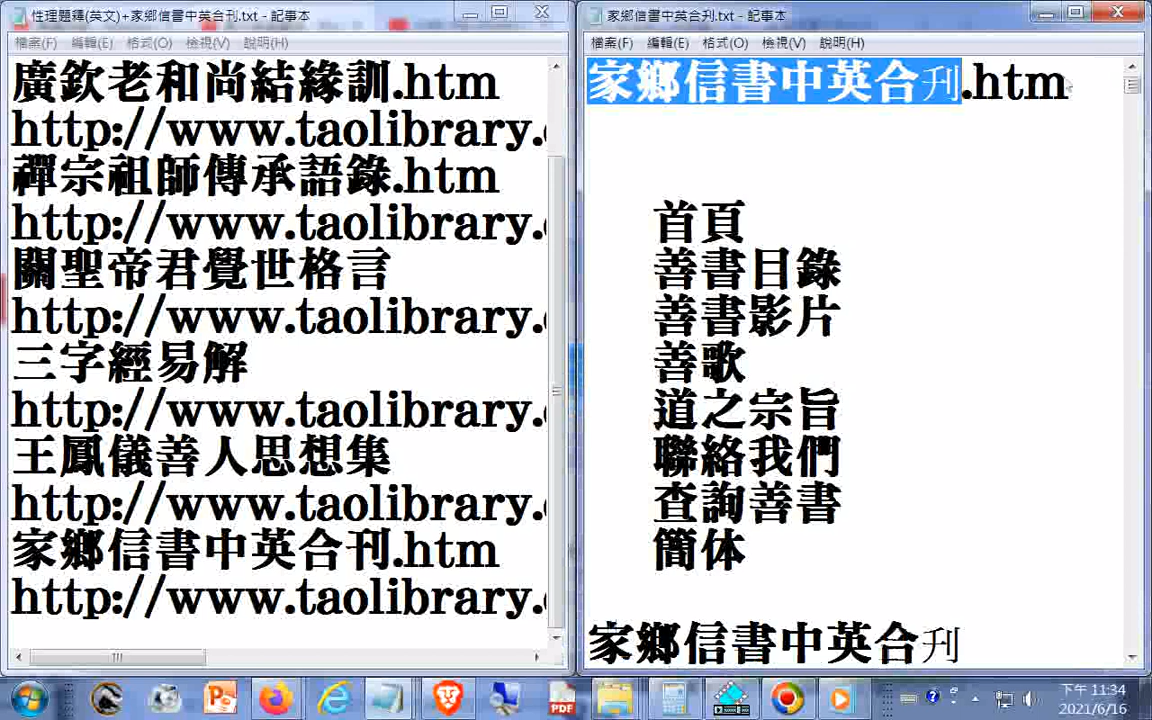 性理題釋(英文)+家鄉信書中英合刊.txt - 記事本
檔案(F) 編輯(E) 格式(O) 檢視(V) 說明(H)
廣欽老和尚結緣訓.htm
http://www.taolibrary.
禪宗祖師傳承語錄.htm
http://www.taolibrary.
關聖帝君覺世格言
http://www.taolibrary.
三字經易解
http://www.taolibrary.
王鳳儀善人思想集
http://www.taolibrary.
家鄉信書中英合刊.htm
http://www.taolibrary.
家鄉信書中英合刋.txt - 記事本
檔案(F) 編輯(E) 格式(O) 檢視(V) 說明(H)
家鄉信書中英合刋.htm
首頁
善書目錄
善書影片
善歌
道之宗旨
聯絡我們
查詢善書
簡体
家鄉信書中英合刋
PDF
下午 11:34
2021/6/16